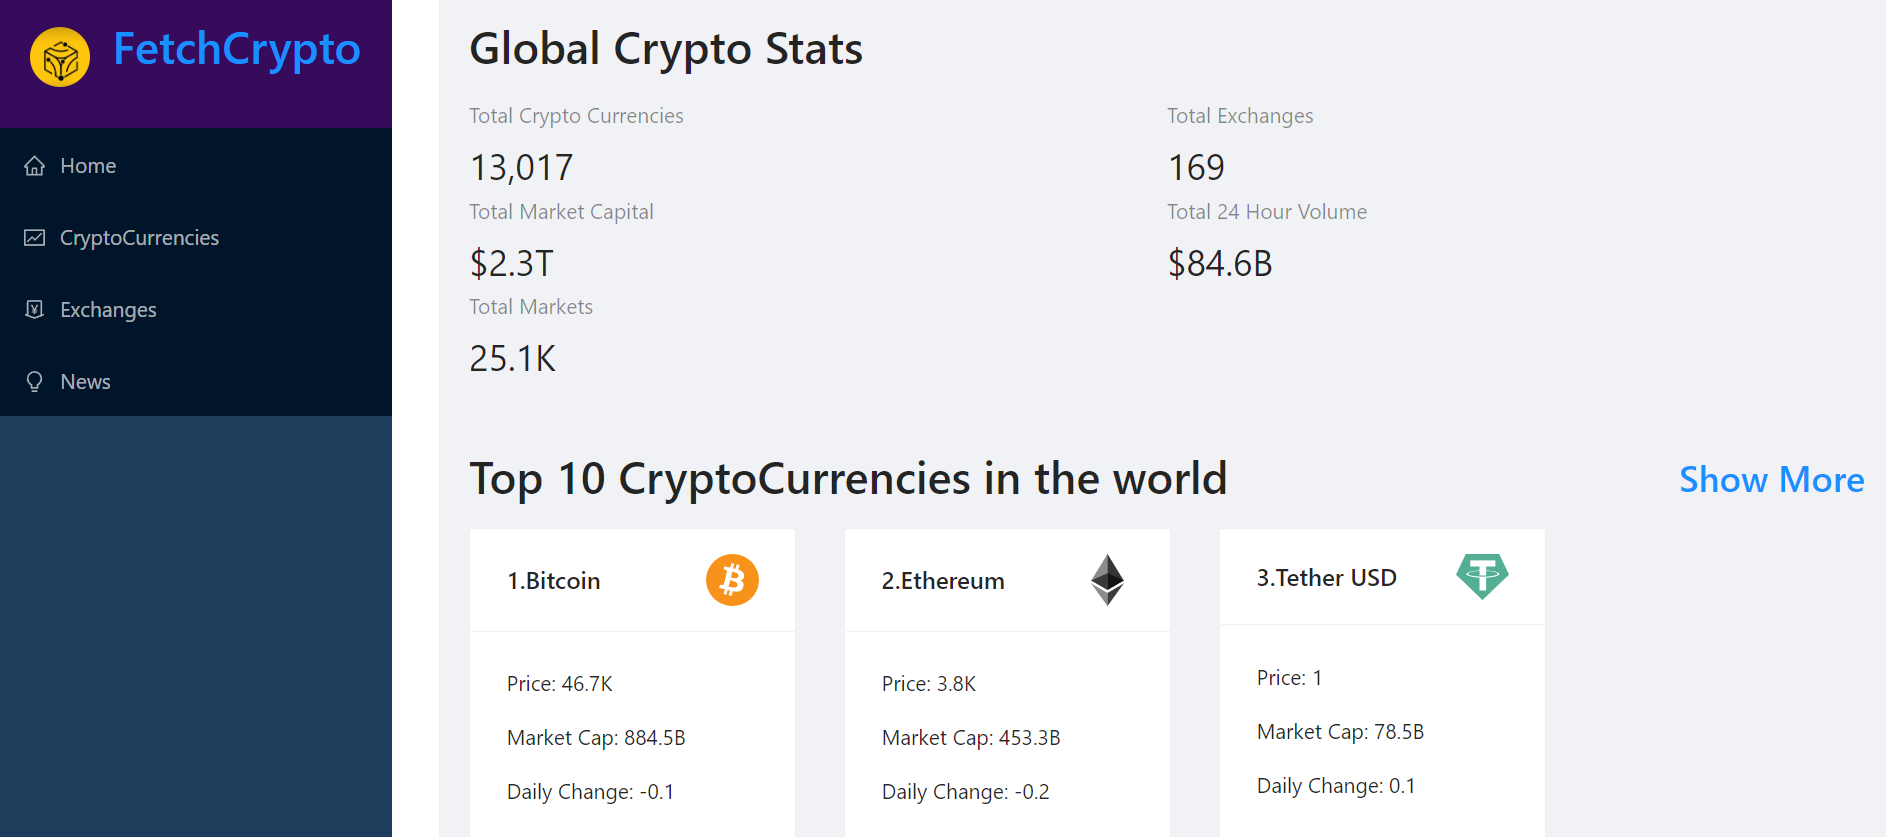 FetchCrypto
Home
CryptoCurrencies
Exchanges
News
Global Crypto Stats
Total Crypto Currencies
13,017
Total Exchanges
169
Total Market Capital
$2.3T
Total 24 Hour Volume
$84.6B
Total Markets
25.1K
Top 10 CryptoCurrencies in the world
Show More
1.Bitcoin
Price: 46.7K
Market Cap: 884.5B
Daily Change: -0.1
2.Ethereum
Price: 3.8K
Market Cap: 453.3B
Daily Change: -0.2
3.Tether USD
Price: 1
Market Cap: 78.5B
Daily Change: 0.1